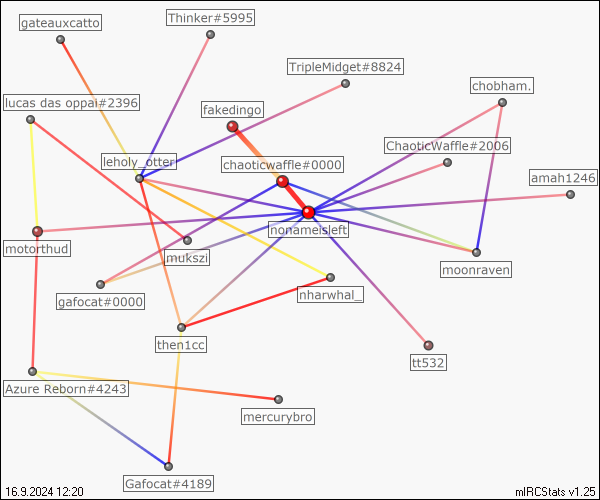 Thinker#5995
gateauxcatto
TripleMidget#8824
chobham.
lucas das oppai#2396
fakedingo
ChaoticWaffle#2006
leholy_otter
chaoticwaffle#0000
amah1246
nonameisleft
motorthud
mukszi
moonraven
gafocat#0000
nharwhal_
then1cc
tt532
Azure Reborn#4243
mercurybro
Gafocat#4189
16.9.2024 12:20
mIRCStats v1.25